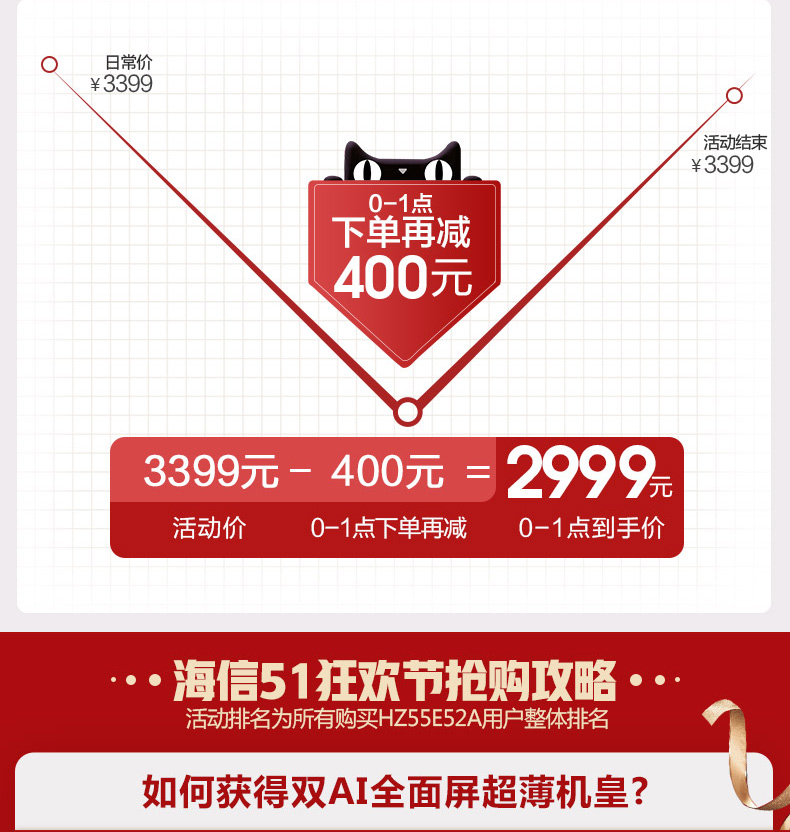 日常价
¥3399
活动结束
¥3399
0-1点
下单再减
400元
3399元 - 400元 = 2999元
活动价 0-1点下单再减 0-1点到手价
海信51狂欢节抢购攻略
活动排名为所有购买HZ55E52A用户整体排名
如何获得双AI全面屏超薄机皇?